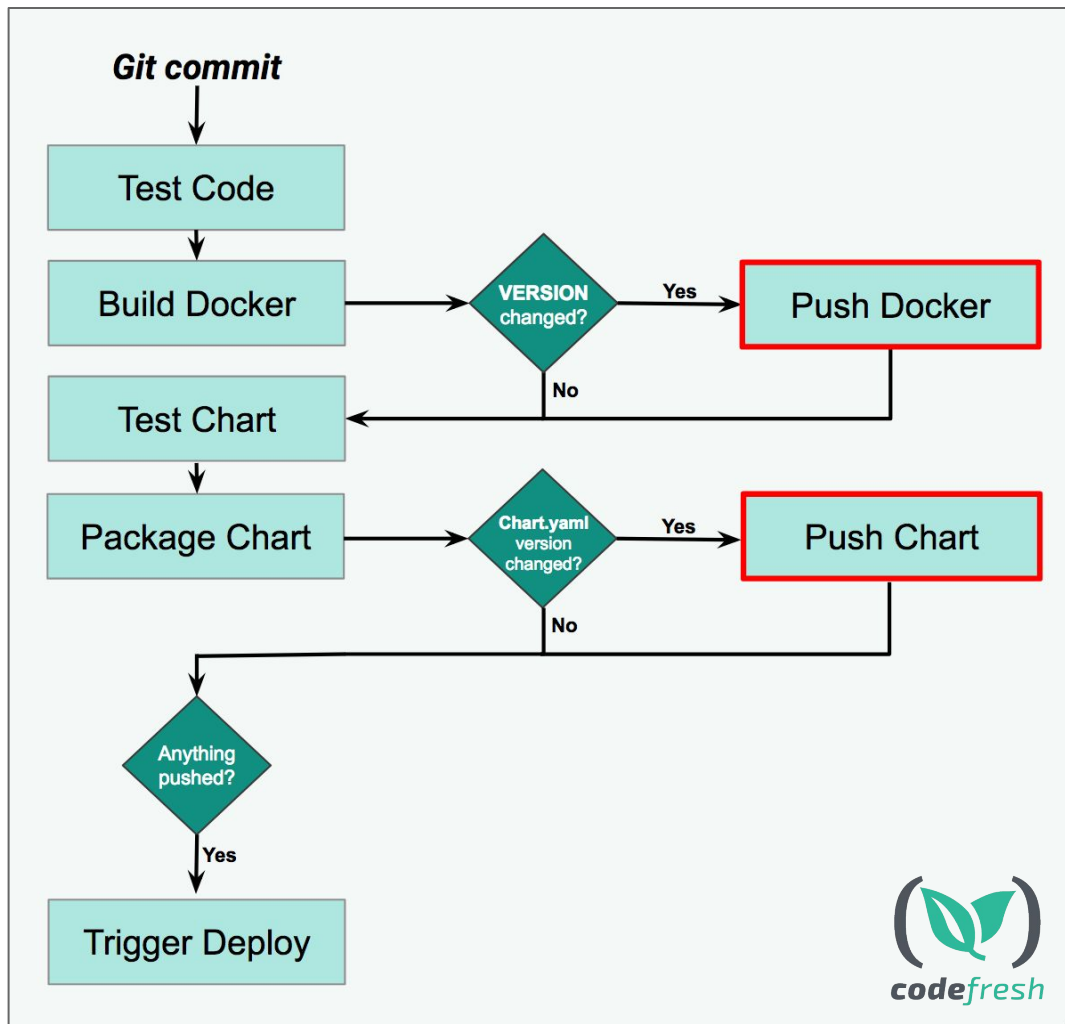 Git commit
Test Code
Build Docker
VERSION
changed?
Yes
Push Docker
No
Test Chart
Package Chart
Chart.yaml
version
changed?
Yes
Push Chart
No
Anything
pushed?
Yes
Trigger Deploy
codefresh